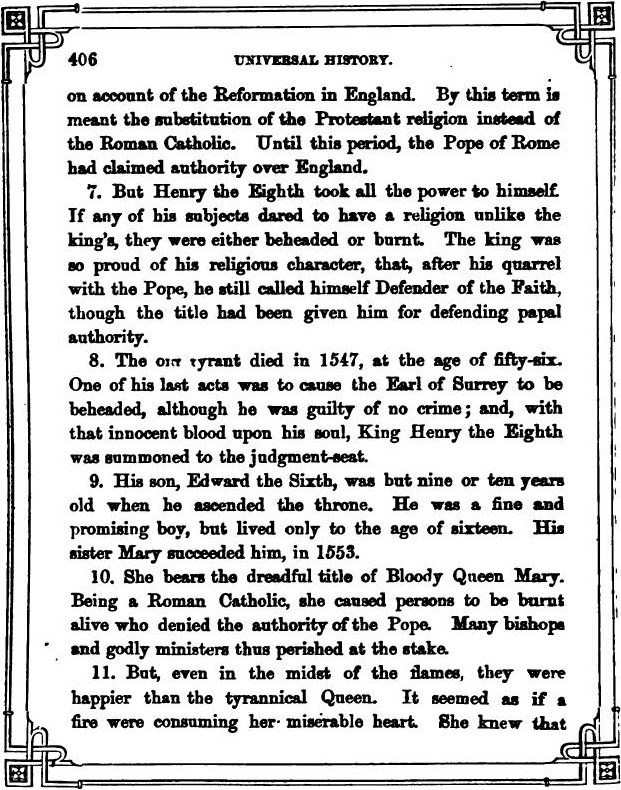 406 UNIVERSAL HISTORY.
on account of the Reformation in England. By this term is
meant the substitution of the Protestant religion instead of
the Roman Catholic. Until this period, the Pope of Rome
had claimed authority over England.
7. But Henry the Eighth took all the power to himself.
If any of his subjects dared to have a religion unlike the
king's, they were either beheaded or burnt. The king was
so proud of his religious character, that, after his quarrel
with the Pope, he still called himself Defender of the Faith,
though the title had been given him for defending papal
authority.
8. The tyrant died in 1547, at the age of fifty-six.
One of his last acts was to cause the Earl of Surrey to be
beheaded, although he was guilty of no crime; and, with
that innocent blood upon his soul, King Henry the Eighth
was summoned to the judgment-seat.
9. His son, Edward the Sixth, was but nine or ten years
old when he ascended the throne. He was a fine and
promising boy, but lived only to the age of sixteen. His
sister Mary succeeded him, in 1553.
10. She bears the dreadful title of Bloody Queen Mary.
Being a Roman Catholic, she caused persons to be burnt
alive who denied the authority of the Pope. Many bishops
and godly ministers thus perished at the stake.
11. But, even in the midst of the flames, they were
happier than the tyrannical Queen. It seemed as if a
fire were consuming her miserable heart. She knew that